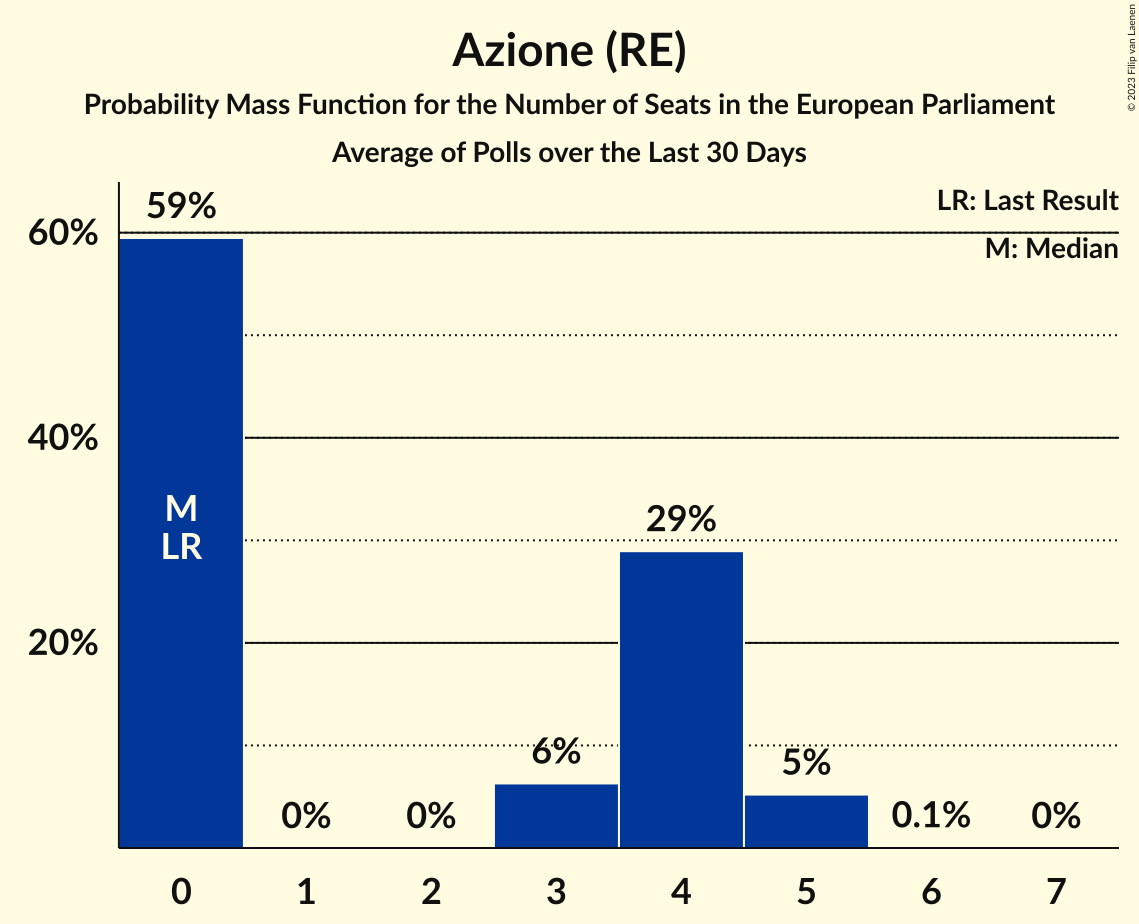 Azione (RE)
Probability Mass Function for the Number of Seats in the European Parliament
Average of Polls over the Last 30 Days
© 2023 Filip van Laenen
LR: Last Result
M: Median
60%
40%
20%
59%
M
LR
0%
0%
6%
29%
5%
0.1%
0%
0
1
2
3
4
5
6
7